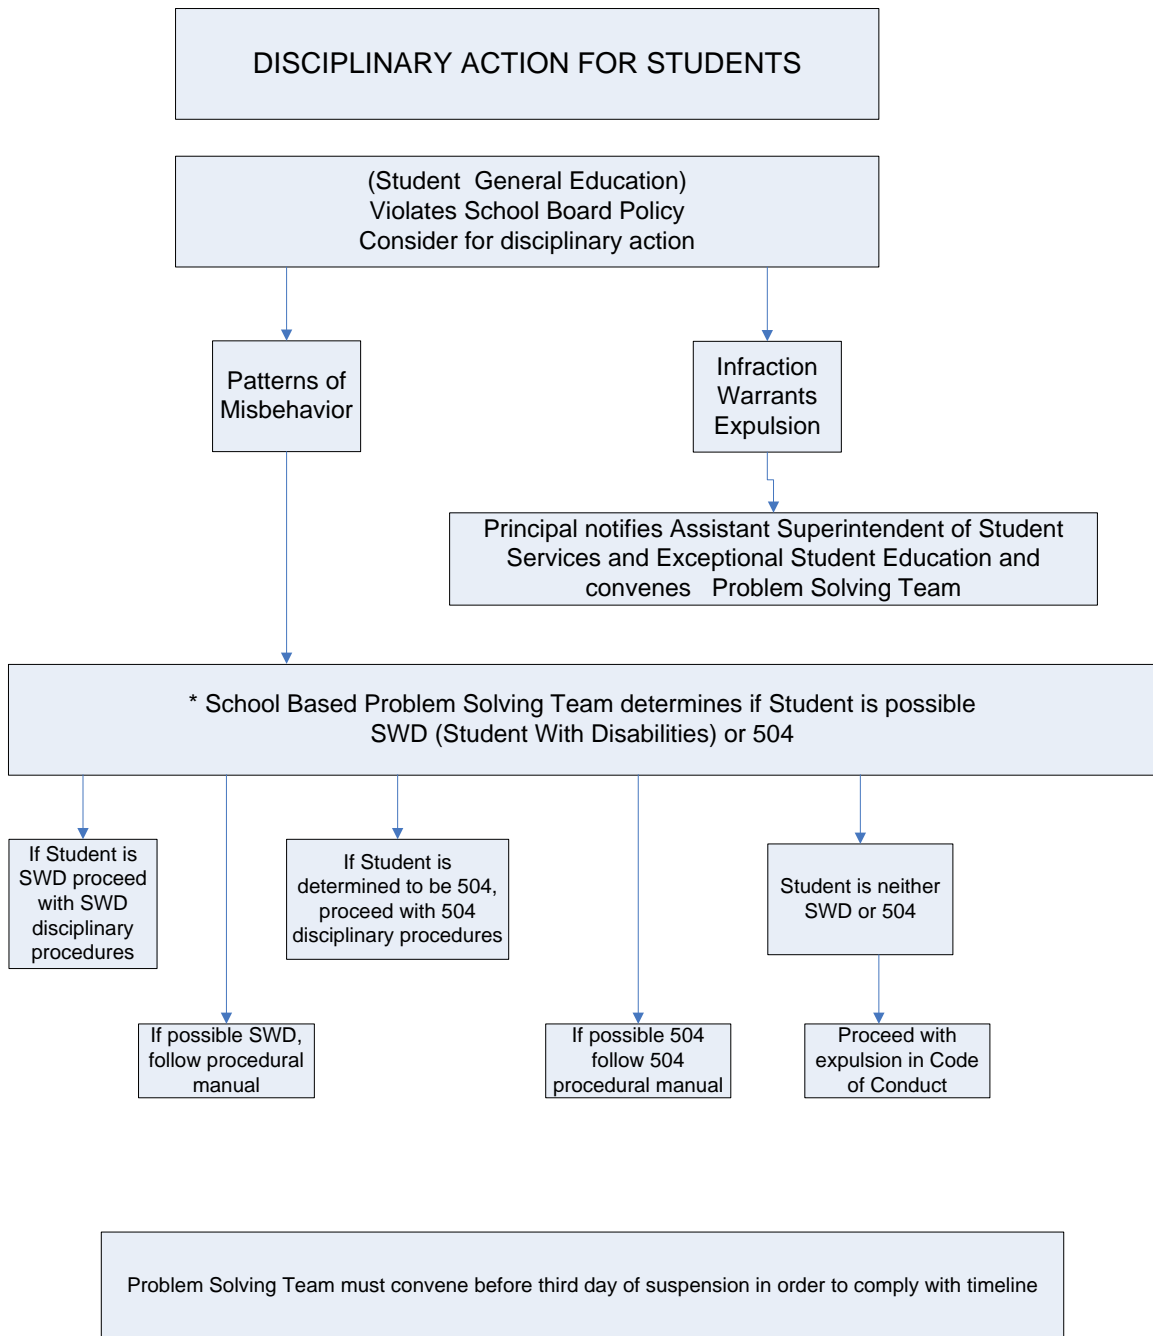 DISCIPLINARY ACTION FOR STUDENTS
(Student General Education)
Violates School Board Policy
Consider for disciplinary action
Patterns of
Misbehavior
Infraction
Warrants
Expulsion
Principal notifies Assistant Superintendent of Student
Services and Exceptional Student Education and
convenes Problem Solving Team
* School Based Problem Solving Team determines if Student is possible
SWD (Student With Disabilities) or 504
If Student is
SWD proceed
with SWD
disciplinary
procedures
If Student is
determined to be 504,
proceed with 504
disciplinary procedures
Student is neither
SWD or 504
If possible SWD,
follow procedural
manual
If possible 504
follow 504
procedural manual
Proceed with
expulsion in Code
of Conduct
Problem Solving Team must convene before third day of suspension in order to comply with timeline